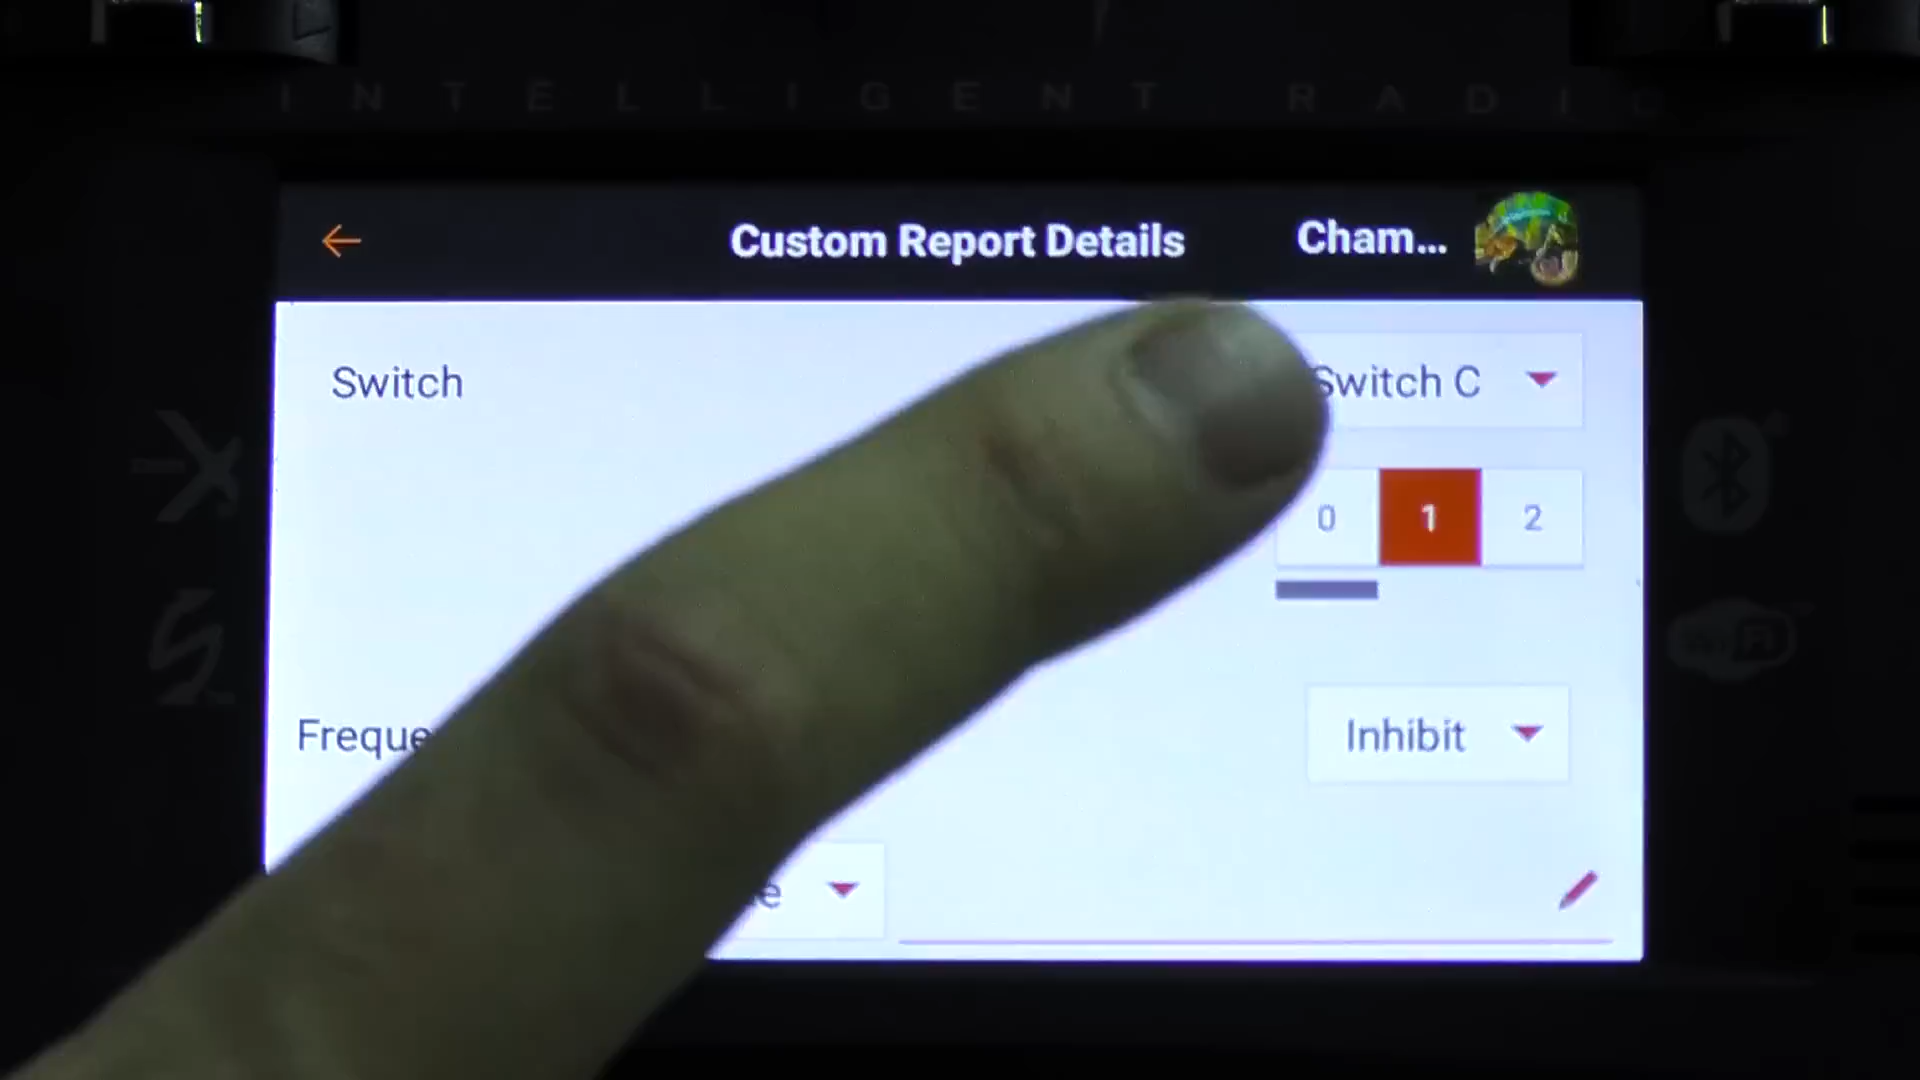 INTELLIGENT RADIO
Custom Report Details
Cham...
Switch
Switch C
0 1 2
Freque
Inhibit
e